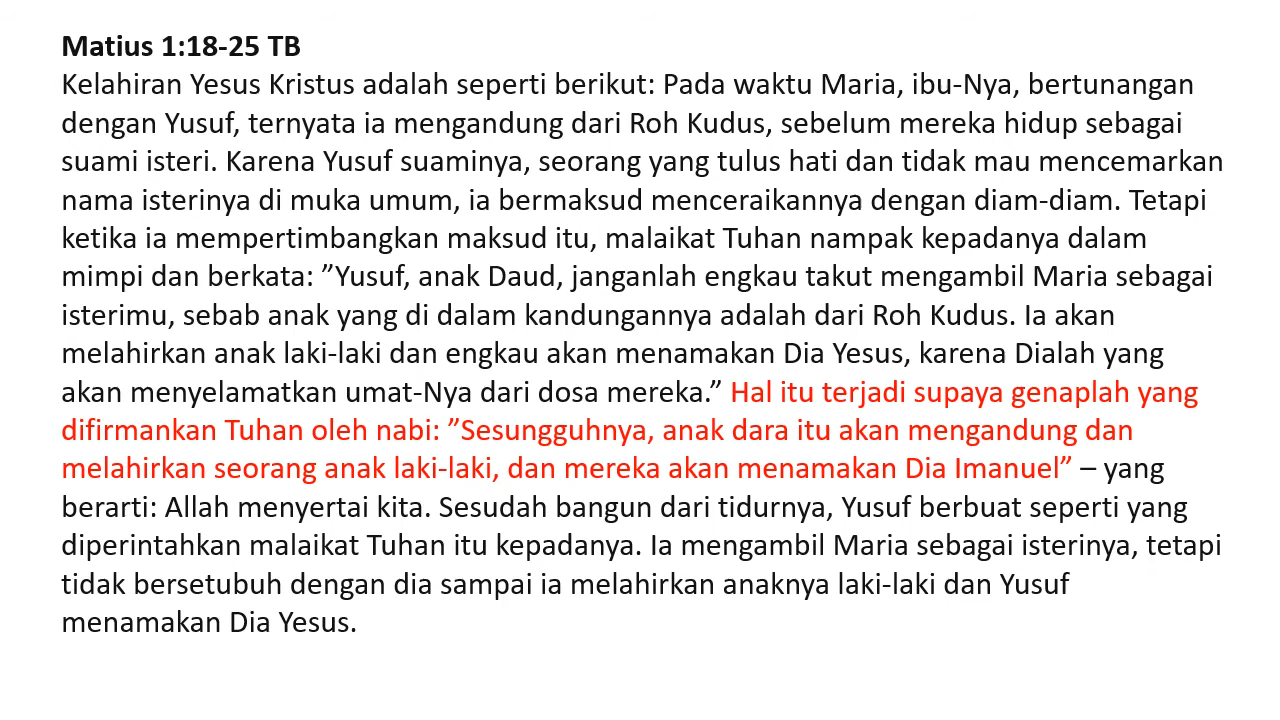 Matius 1:18-25 TB
Kelahiran Yesus Kristus adalah seperti berikut: Pada waktu Maria, ibu-Nya, bertunangan
dengan Yusuf, ternyata ia mengandung dari Roh Kudus, sebelum mereka hidup sebagai
suami isteri. Karena Yusuf suaminya, seorang yang tulus hati dan tidak mau mencemarkan
nama isterinya di muka umum, ia bermaksud menceraikannya dengan diam-diam. Tetapi
ketika ia mempertimbangkan maksud itu, malaikat Tuhan nampak kepadanya dalam
mimpi dan berkata: ”Yusuf, anak Daud, janganlah engkau takut mengambil Maria sebagai
isterimu, sebab anak yang di dalam kandungannya adalah dari Roh Kudus. Ia akan
melahirkan anak laki-laki dan engkau akan menamakan Dia Yesus, karena Dialah yang
akan menyelamatkan umat-Nya dari dosa mereka.” Hal itu terjadi supaya genaplah yang
difirmankan Tuhan oleh nabi: ”Sesungguhnya, anak dara itu akan mengandung dan
melahirkan seorang anak laki-laki, dan mereka akan menamakan Dia Imanuel” – yang
berarti: Allah menyertai kita. Sesudah bangun dari tidurnya, Yusuf berbuat seperti yang
diperintahkan malaikat Tuhan itu kepadanya. Ia mengambil Maria sebagai isterinya, tetapi
tidak bersetubuh dengan dia sampai ia melahirkan anaknya laki-laki dan Yusuf
menamakan Dia Yesus.